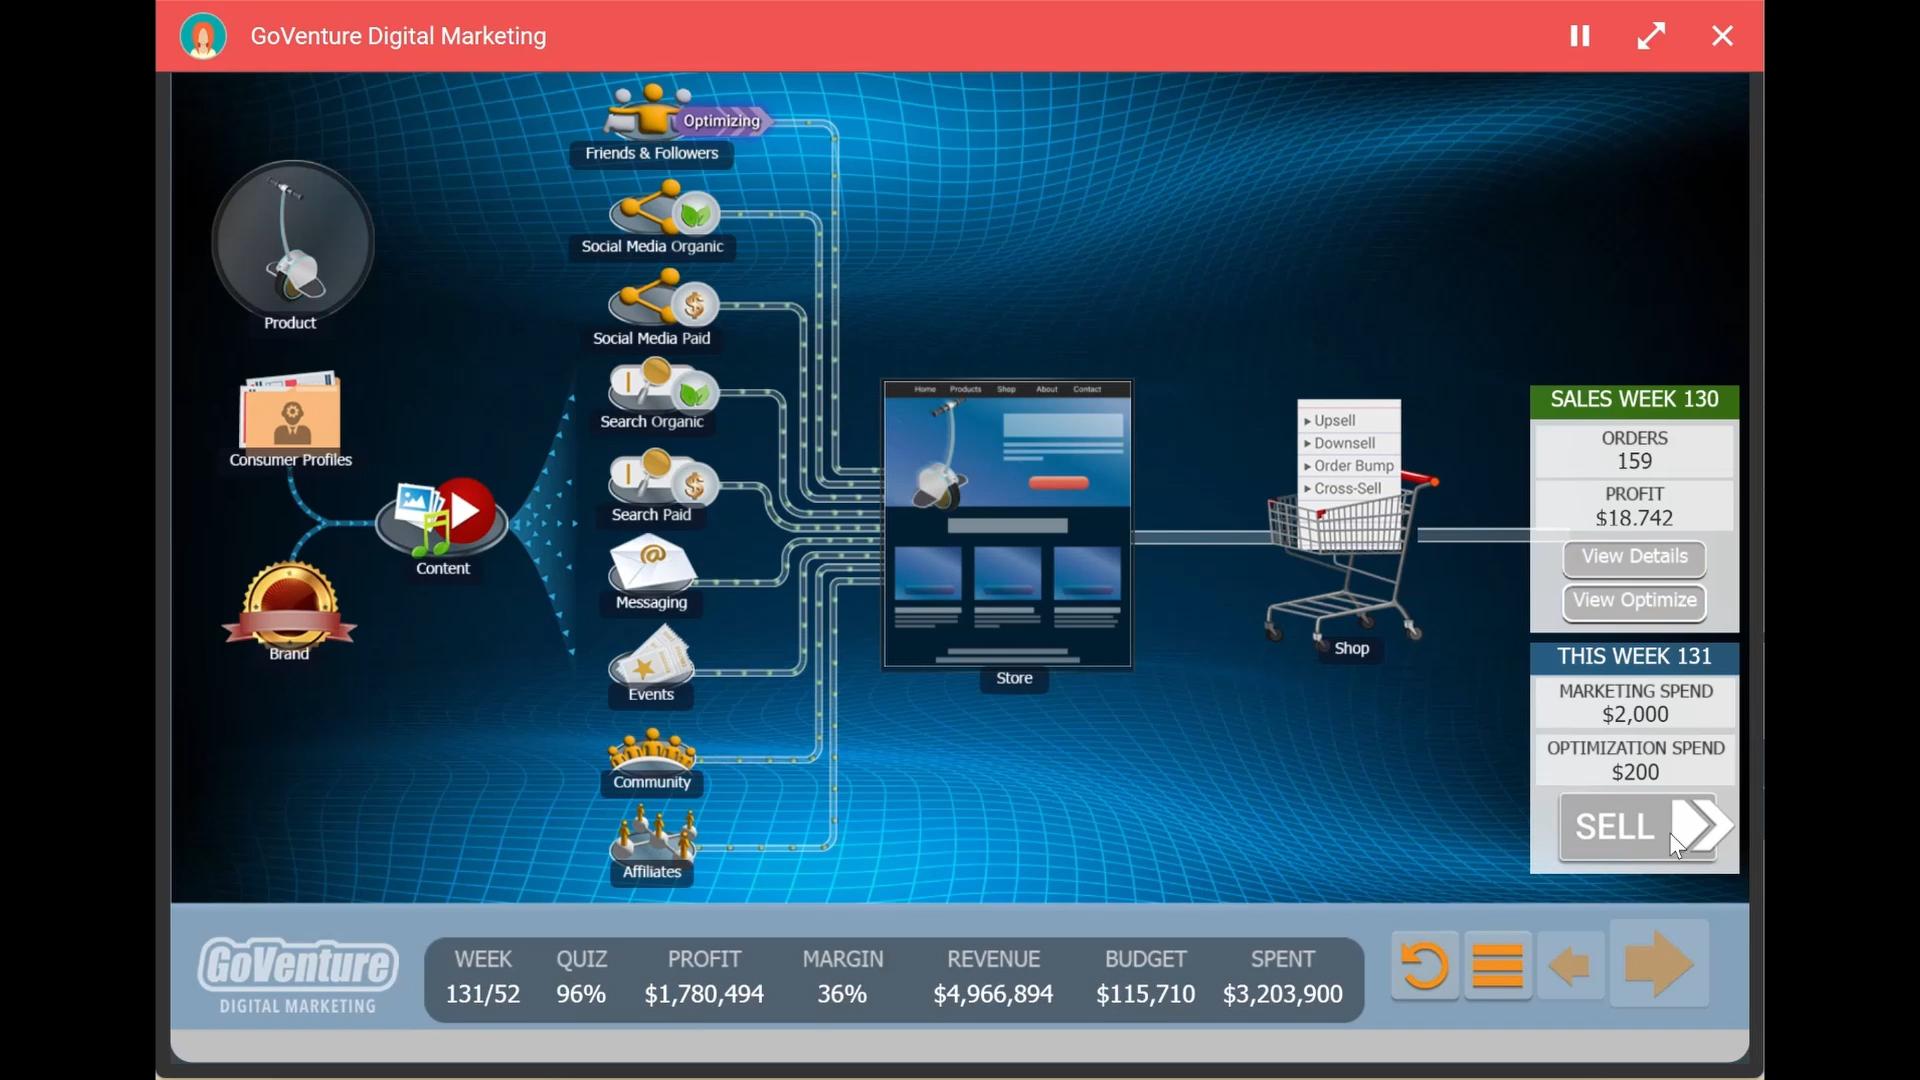 GoVenture Digital Marketing
Optimizing
Friends & Followers
Social Media Organic
Social Media Paid
Search Organic
Search Paid
Messaging
Events
Community
Affiliates
Product
Consumer Profiles
Content
Brand
Home Products Shop About Contact
Store
Upsell
Downsell
Order Bump
Cross-Sell
Shop
SALES WEEK 130
ORDERS
159
PROFIT
$18.742
View Details
View Optimize
THIS WEEK 131
MARKETING SPEND
$2,000
OPTIMIZATION SPEND
$200
SELL
GoVenture
DIGITAL MARKETING
WEEK QUIZ PROFIT MARGIN REVENUE BUDGET SPENT
131/52 96% $1,780,494 36% $4,966,894 $115,710 $3,203,900